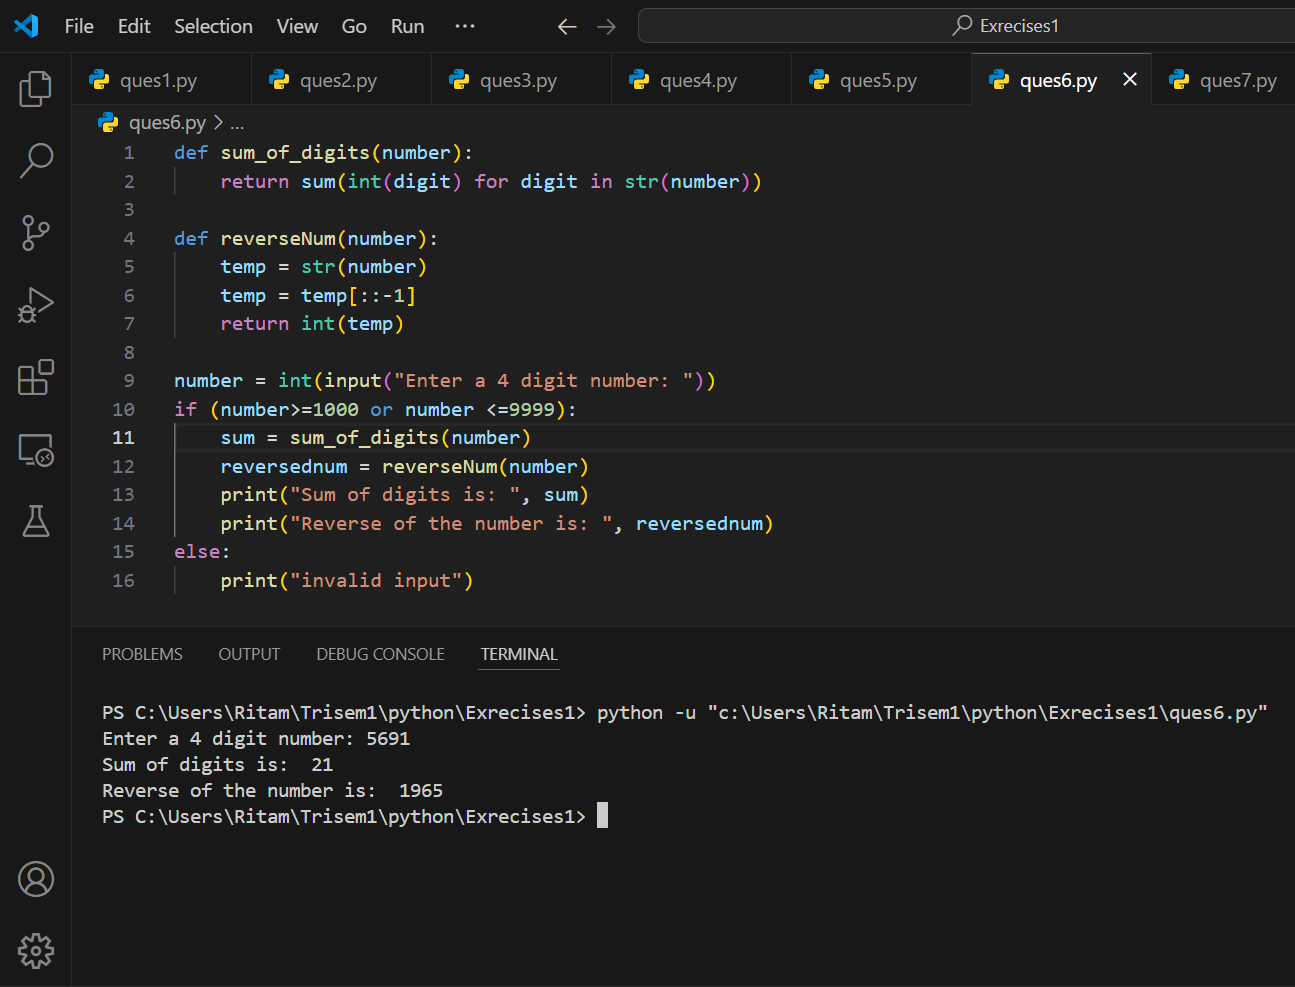 File Edit Selection View Go Run ··· ← → Exrecises1
ques1.py ques2.py ques3.py ques4.py ques5.py ques6.py × ques7.py
ques6.py > ...
1 def sum_of_digits(number):
2     return sum(int(digit) for digit in str(number))
3
4 def reverseNum(number):
5     temp = str(number)
6     temp = temp[::-1]
7     return int(temp)
8
9 number = int(input("Enter a 4 digit number: "))
10 if (number>=1000 or number <=9999):
11     sum = sum_of_digits(number)
12     reversednum = reverseNum(number)
13     print("Sum of digits is: ", sum)
14     print("Reverse of the number is: ", reversednum)
15 else:
16     print("invalid input")
PROBLEMS OUTPUT DEBUG CONSOLE TERMINAL
PS C:\Users\Ritam\Trisem1\python\Exrecises1> python -u "c:\Users\Ritam\Trisem1\python\Exrecises1\ques6.py"
Enter a 4 digit number: 5691
Sum of digits is:  21
Reverse of the number is:  1965
PS C:\Users\Ritam\Trisem1\python\Exrecises1>